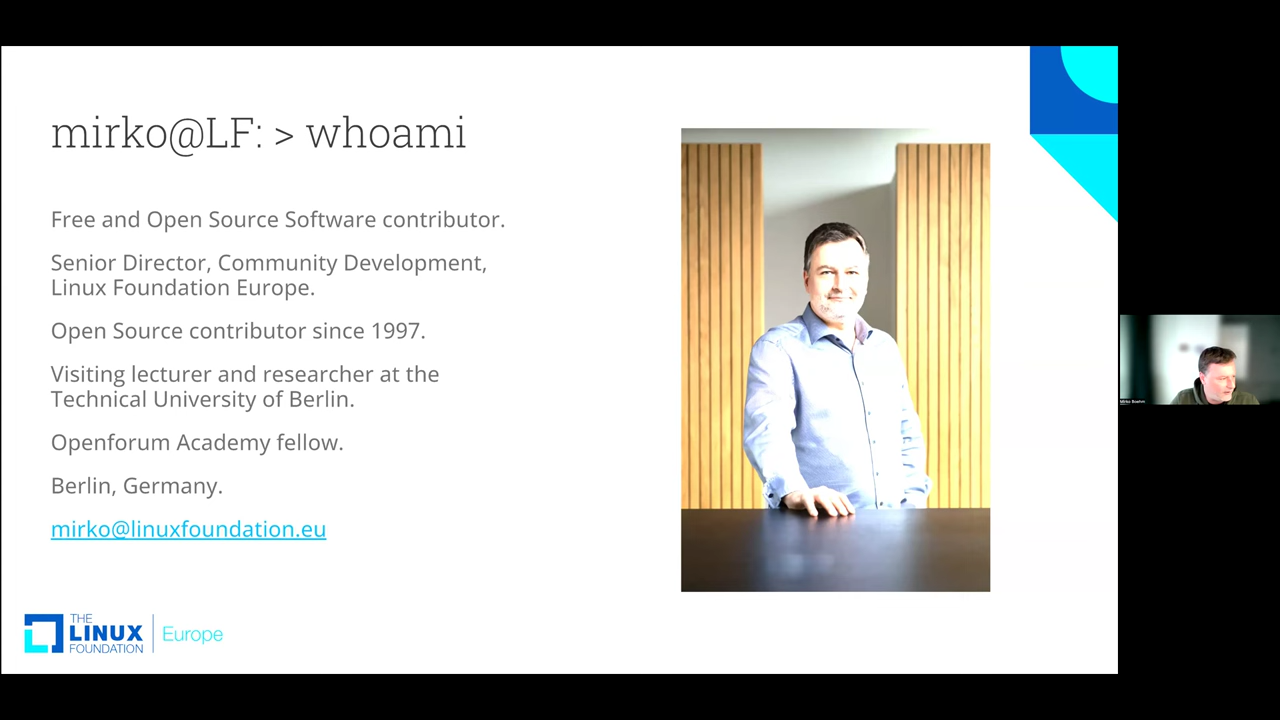 mirko@LF: > whoami
Free and Open Source Software contributor.
Senior Director, Community Development,
Linux Foundation Europe.
Open Source contributor since 1997.
Visiting lecturer and researcher at the
Technical University of Berlin.
Openforum Academy fellow.
Berlin, Germany.
mirko@linuxfoundation.eu
THE
LINUX
FOUNDATION
Europe
Mirko Boehm